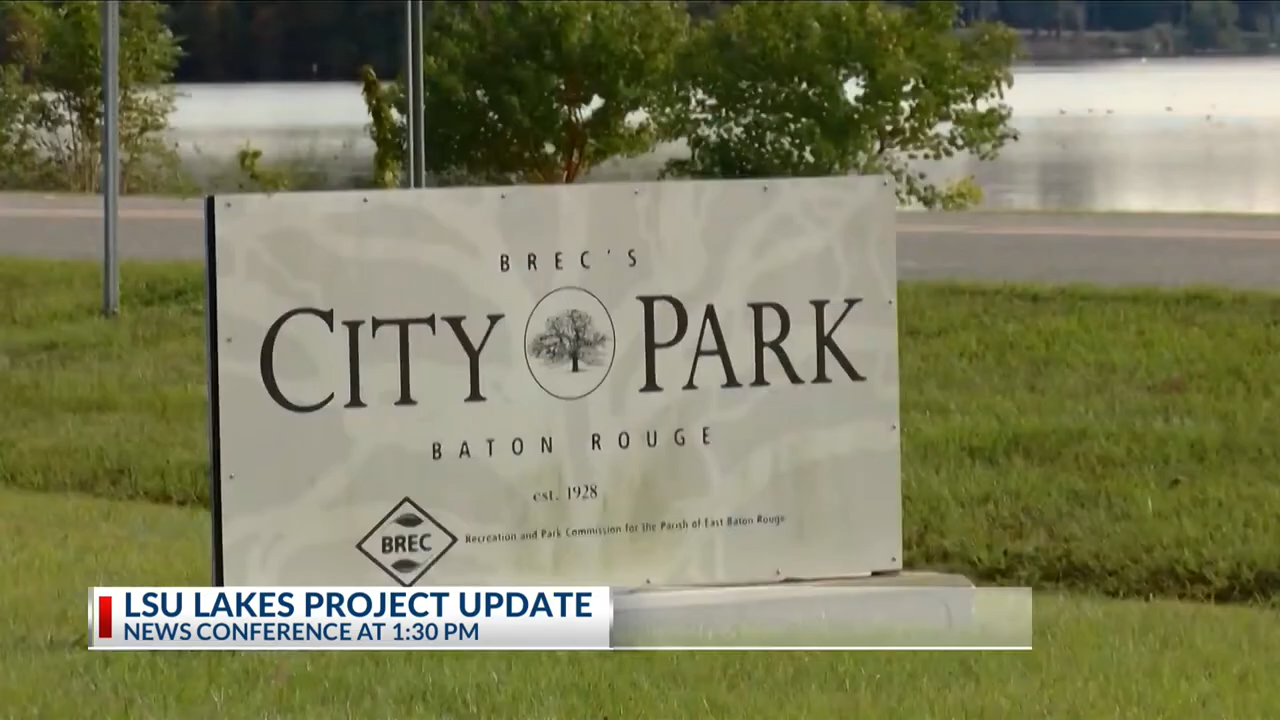 BREC'S
CITY PARK
BATON ROUGE
est. 1928
BREC
Recreation and Park Commission for the Parish of East Baton Rouge
LSU LAKES PROJECT UPDATE
NEWS CONFERENCE AT 1:30 PM